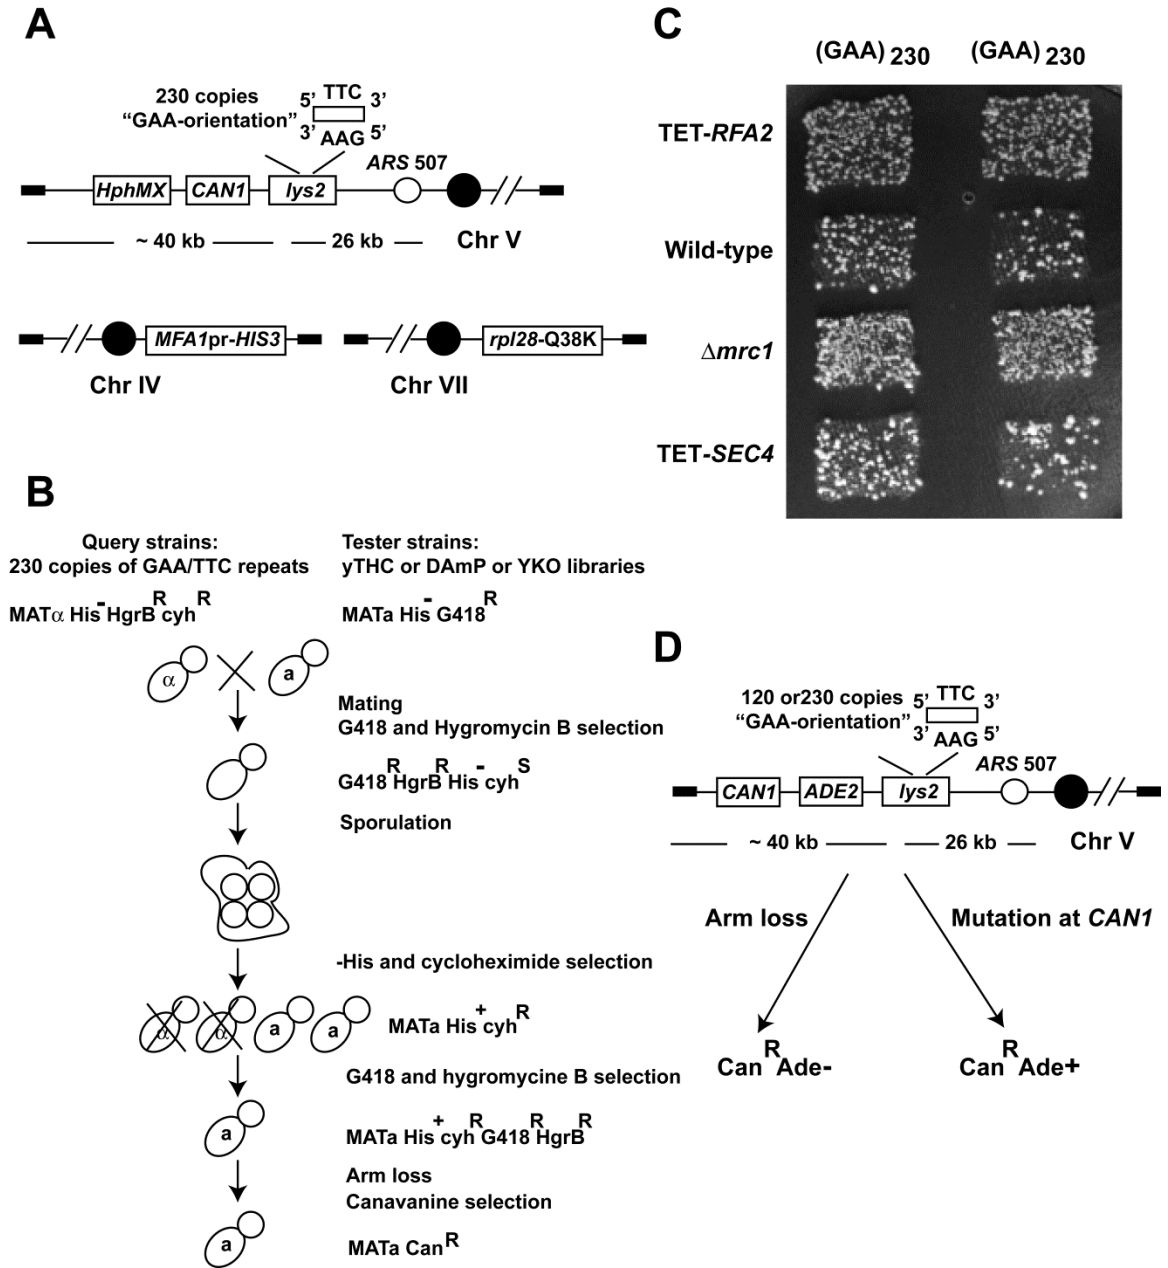 A
230 copies
“GAA-orientation”
5’ TTC 3’
3’ AAG 5’
ARS 507
HphMX CAN1 lys2
~ 40 kb 26 kb Chr V
MFA1pr-HIS3 rpl28-Q38K
Chr IV Chr VII
B
Query strains:
230 copies of GAA/TTC repeats
MATα His- HgrBR cyhR
Tester strains:
yTHC or DAmP or YKO libraries
MATa His- G418R
α a
Mating
G418 and Hygromycin B selection
G418R HgrBR His- cyhS
Sporulation
-His and cycloheximide selection
α α a a
MATa His+ cyhR
G418 and hygromycine B selection
a
MATa His+ cyhR G418R HgrBR
Arm loss
Canavanine selection
a
MATa CanR
C
(GAA)230 (GAA)230
TET-RFA2
Wild-type
Δmrc1
TET-SEC4
D
120 or230 copies
“GAA-orientation”
5’ TTC 3’
3’ AAG 5’
ARS 507
CAN1 ADE2 lys2
~ 40 kb 26 kb Chr V
Arm loss Mutation at CAN1
CanR Ade- CanR Ade+